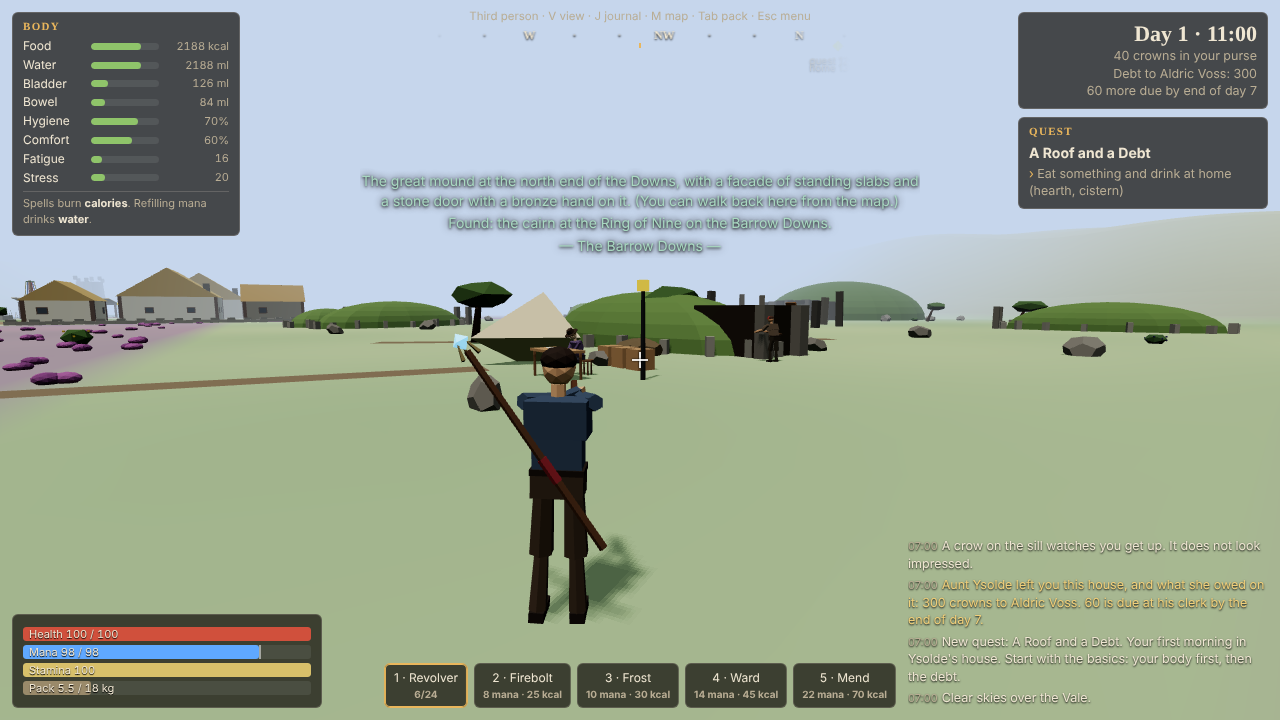 Third person · V view · J journal · M map · Tab pack · Esc menu
W NW N
BODY
Food 2188 kcal
Water 2188 ml
Bladder 126 ml
Bowel 84 ml
Hygiene 70%
Comfort 60%
Fatigue 16
Stress 20
Spells burn calories. Refilling mana
drinks water.
Day 1 · 11:00
40 crowns in your purse
Debt to Aldric Voss: 300
60 more due by end of day 7
QUEST
A Roof and a Debt
› Eat something and drink at home
(hearth, cistern)
The great mound at the north end of the Downs, with a facade of standing slabs and
a stone door with a bronze hand on it. (You can walk back here from the map.)
Found: the cairn at the Ring of Nine on the Barrow Downs.
— The Barrow Downs —
07:00 A crow on the sill watches you get up. It does not look
impressed.
07:00 Aunt Ysolde left you this house, and what she owed on
it: 300 crowns to Aldric Voss. 60 is due at his clerk by the
end of day 7.
07:00 New quest: A Roof and a Debt. Your first morning in
Ysolde's house. Start with the basics: your body first, then
the debt.
07:00 Clear skies over the Vale.
Health 100 / 100
Mana 98 / 98
Stamina 100
Pack 5.5 / 18 kg
1 · Revolver
6/24
2 · Firebolt
8 mana · 25 kcal
3 · Frost
10 mana · 30 kcal
4 · Ward
14 mana · 45 kcal
5 · Mend
22 mana · 70 kcal